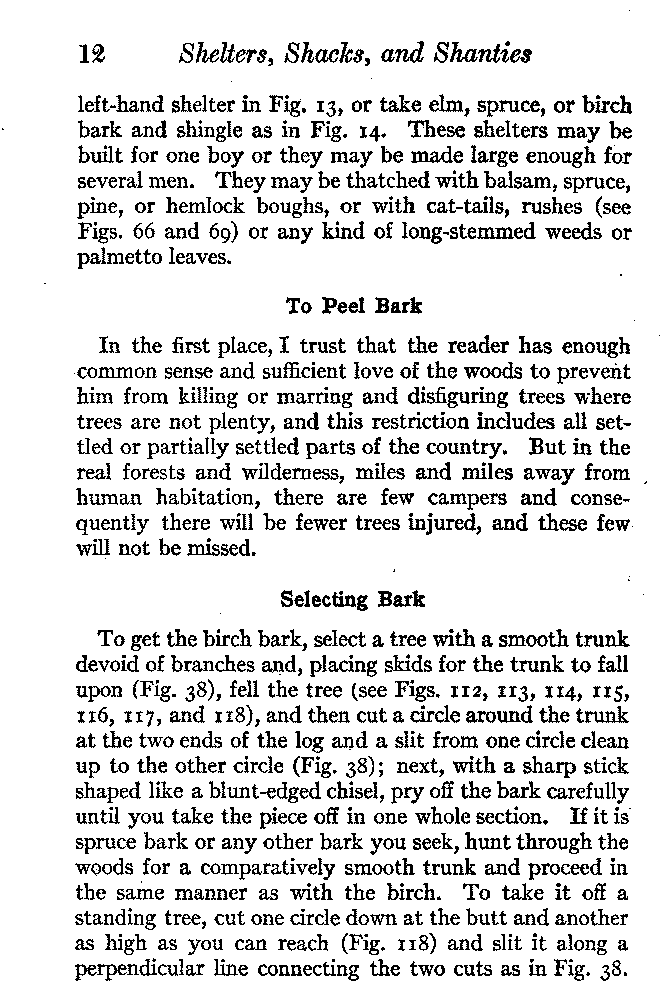 12 Shelters, Shacks, and Shanties
left-hand shelter in Fig. 13, or take elm, spruce, or birch
bark and shingle as in Fig. 14. These shelters may be
built for one boy or they may be made large enough for
several men. They may be thatched with balsam, spruce,
pine, or hemlock boughs, or with cat-tails, rushes (see
Figs. 66 and 69) or any kind of long-stemmed weeds or
palmetto leaves.
To Peel Bark
In the first place, I trust that the reader has enough
common sense and sufficient love of the woods to prevent
him from killing or marring and disfiguring trees where
trees are not plenty, and this restriction includes all set-
tled or partially settled parts of the country. But in the
real forests and wilderness, miles and miles away from
human habitation, there are few campers and conse-
quently there will be fewer trees injured, and these few
will not be missed.
Selecting Bark
To get the birch bark, select a tree with a smooth trunk
devoid of branches and, placing skids for the trunk to fall
upon (Fig. 38), fell the tree (see Figs. 112, 113, 114, 115,
116, 117, and 118), and then cut a circle around the trunk
at the two ends of the log and a slit from one circle clean
up to the other circle (Fig. 38); next, with a sharp stick
shaped like a blunt-edged chisel, pry off the bark carefully
until you take the piece off in one whole section. If it is
spruce bark or any other bark you seek, hunt through the
woods for a comparatively smooth trunk and proceed in
the same manner as with the birch. To take it off a
standing tree, cut one circle down at the butt and another
as high as you can reach (Fig. 118) and slit it along a
perpendicular line connecting the two cuts as in Fig. 38.